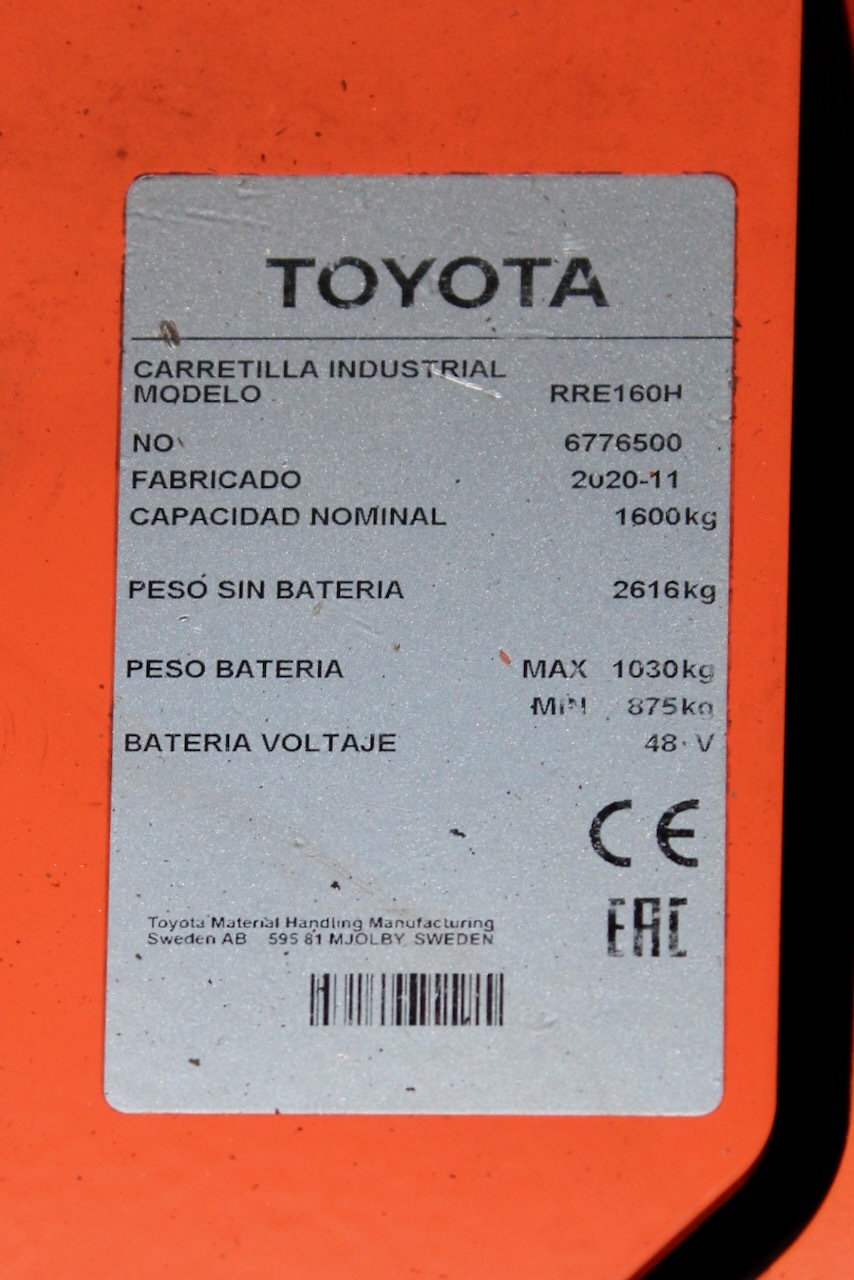 TOYOTA
CARRETILLA INDUSTRIAL
MODELO RRE160H
NO 6776500
FABRICADO 2020-11
CAPACIDAD NOMINAL 1600kg
PESO SIN BATERIA 2616kg
PESO BATERIA MAX 1030kg
MIN 875kg
BATERIA VOLTAJE 48 V
CE
EAC
Toyota Material Handling Manufacturing
Sweden AB 595 81 MJOLBY, SWEDEN